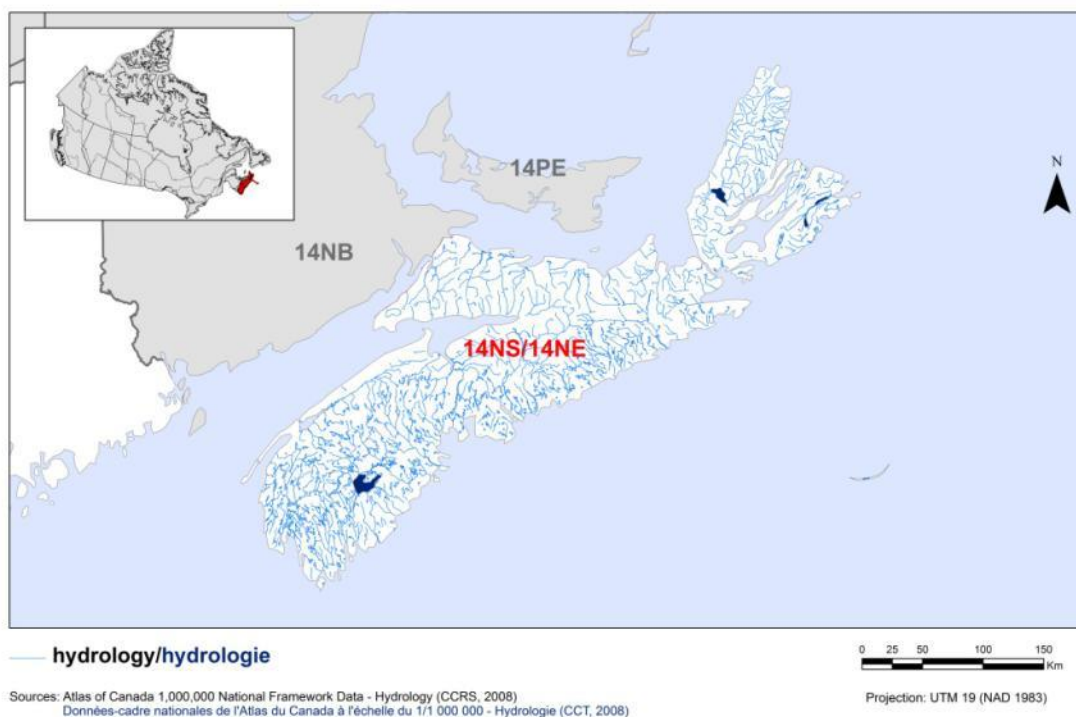 14PE
N
14NB
14NS/14NE
hydrology/hydrologie
0 25 50 100 150
Km
Sources: Atlas of Canada 1,000,000 National Framework Data - Hydrology (CCRS, 2008)
Données-cadre nationales de l'Atlas du Canada à l'échelle du 1/1 000 000 - Hydrologie (CCT, 2008)
Projection: UTM 19 (NAD 1983)